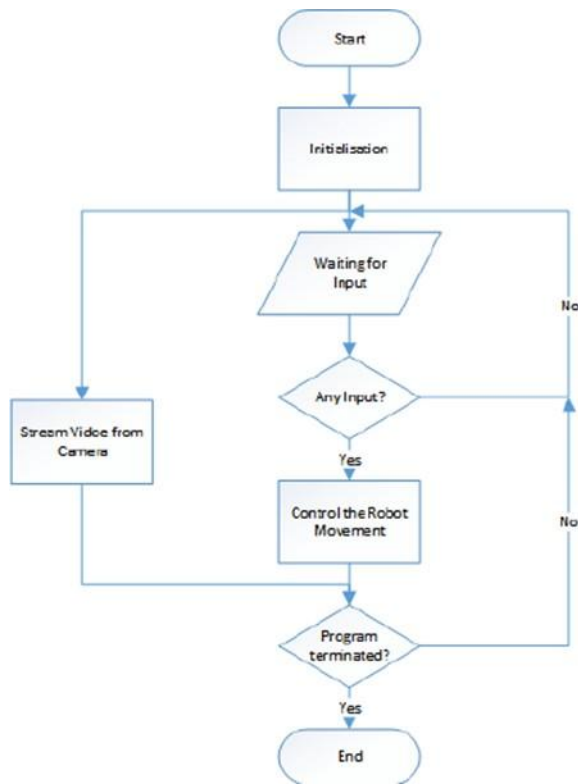 Start
Initialisation
Waiting for
Input
No
Any Input?
Stream Vidoe from
Camera
Yes
Control the Robot
Movement
No
Program
terminated?
Yes
End